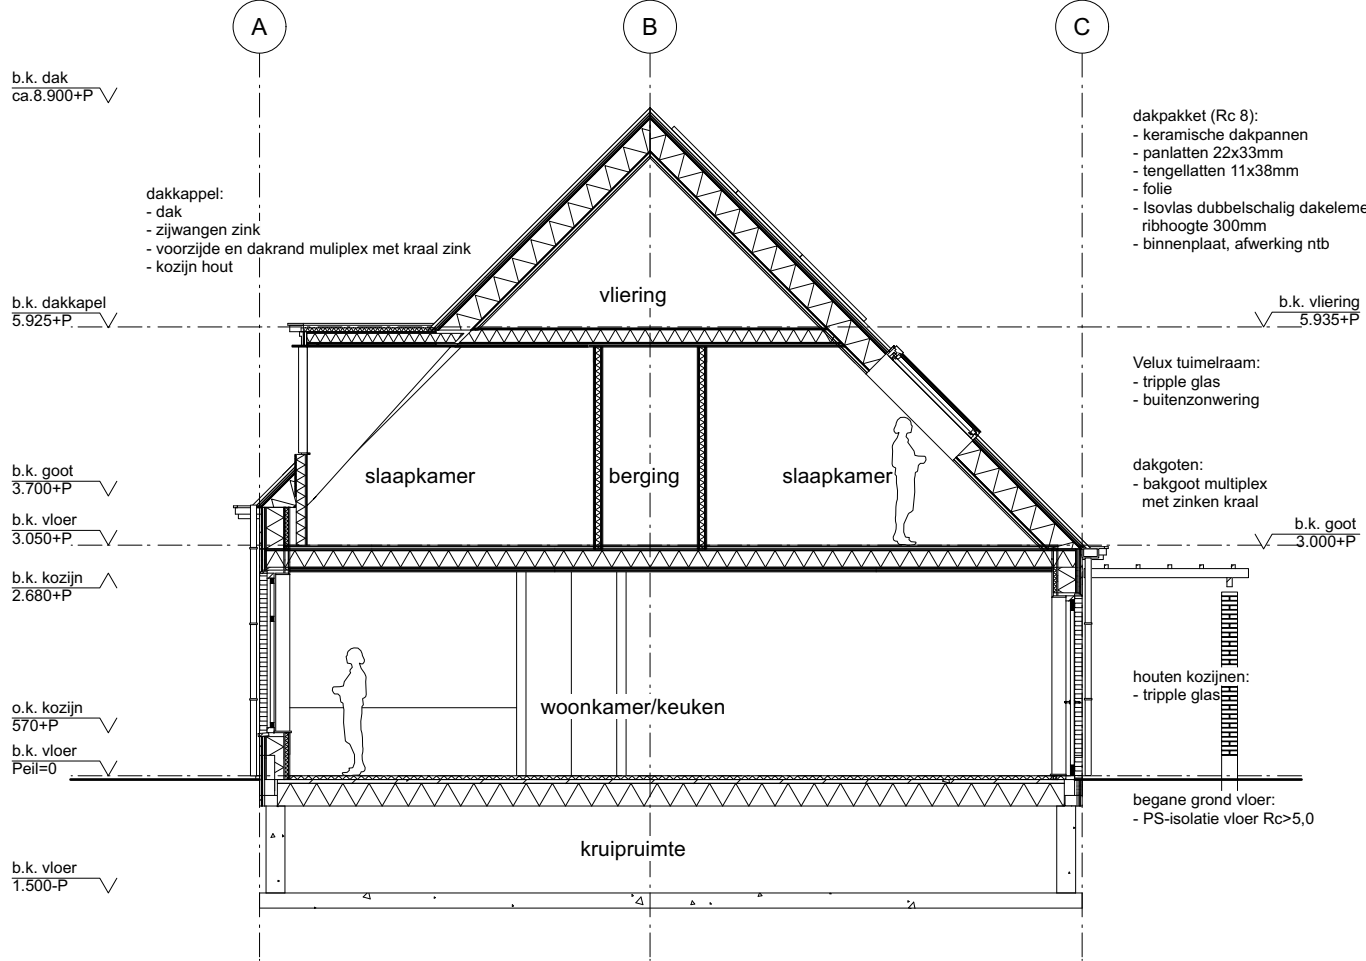 A
B
C
b.k. dak
ca.8.900+P
dakkappel:
- dak
- zijwangen zink
- voorzijde en dakrand muliplex met kraal zink
- kozijn hout
b.k. dakkapel
5.925+P
b.k. goot
3.700+P
b.k. vloer
3.050+P
b.k. kozijn
2.680+P
o.k. kozijn
570+P
b.k. vloer
Peil=0
b.k. vloer
1.500-P
vliering
slaapkamer
berging
slaapkamer
woonkamer/keuken
kruipruimte
dakpakket (Rc 8):
- keramische dakpannen
- panlatten 22x33mm
- tengellatten 11x38mm
- folie
- Isovlas dubbelschalig dakeleme
ribhoogte 300mm
- binnenplaat, afwerking ntb
b.k. vliering
5.935+P
Velux tuimelraam:
- tripple glas
- buitenzonwering
dakgoten:
- bakgoot multiplex
met zinken kraal
b.k. goot
3.000+P
houten kozijnen:
- tripple glas
begane grond vloer:
- PS-isolatie vloer Rc>5,0